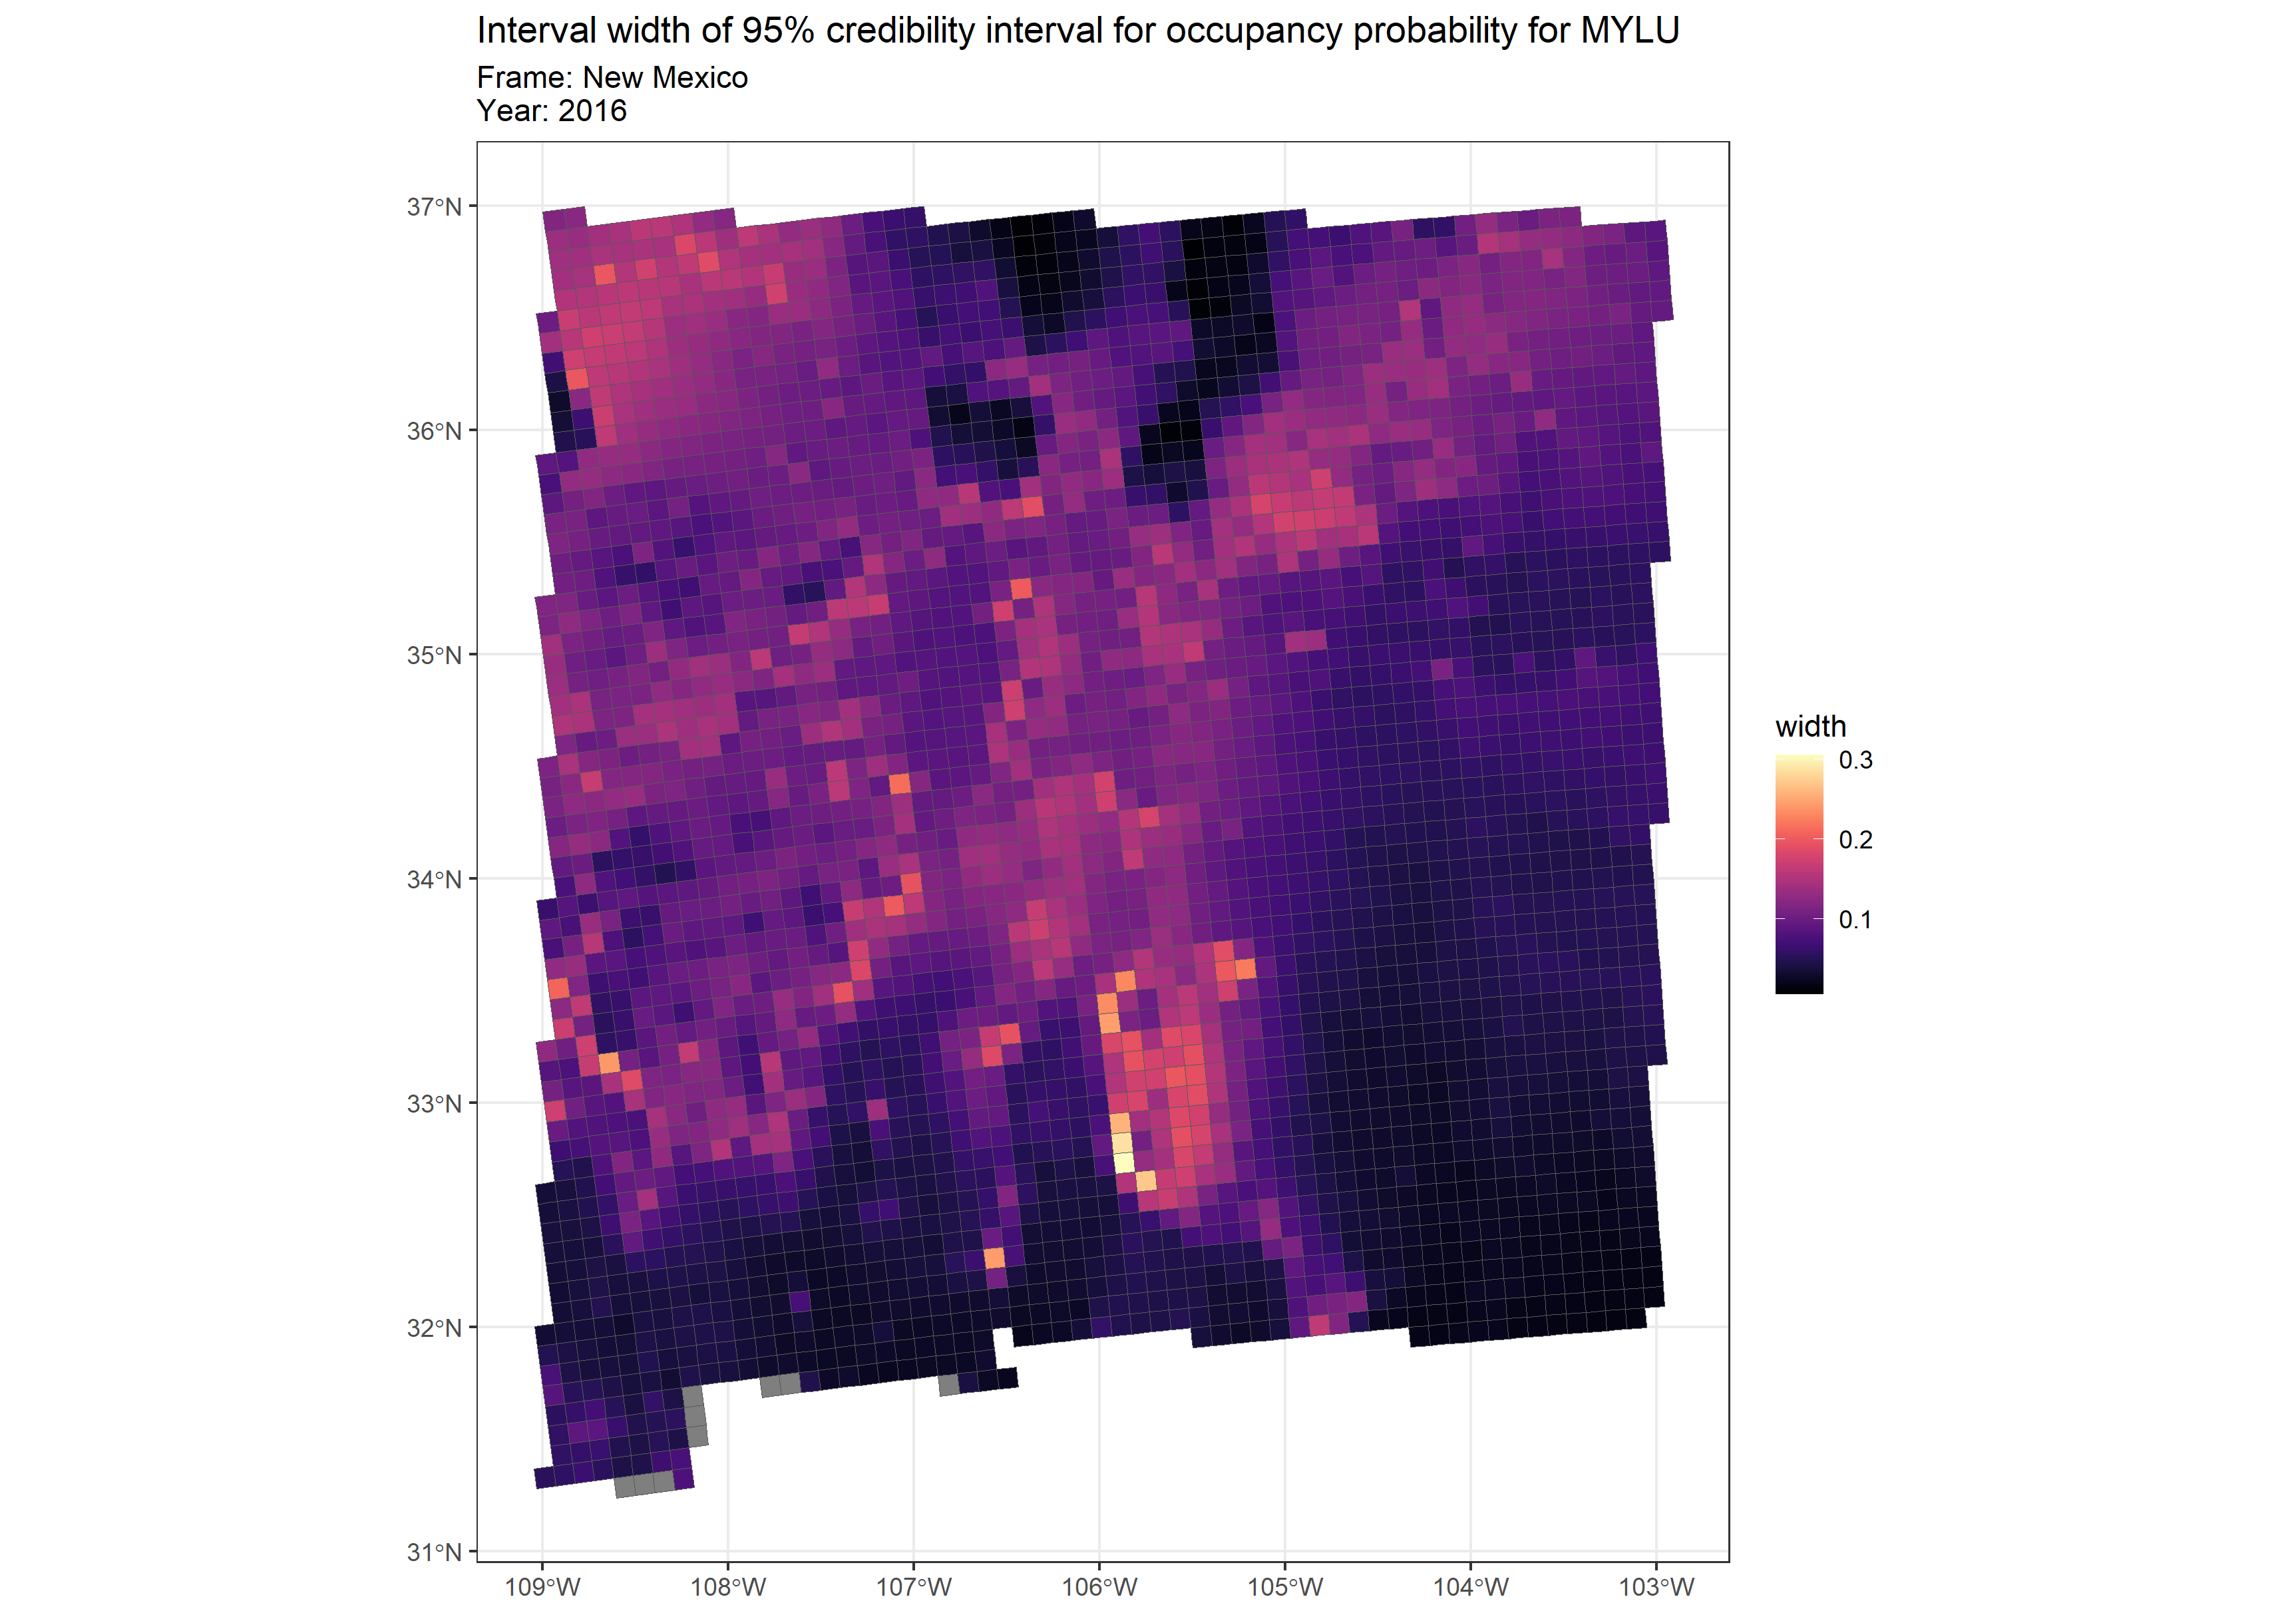 Interval width of 95% credibility interval for occupancy probability for MYLU
Frame: New Mexico
Year: 2016
37°N
36°N
35°N
34°N
33°N
32°N
31°N
109°W
108°W
107°W
106°W
105°W
104°W
103°W
width
0.3
0.2
0.1